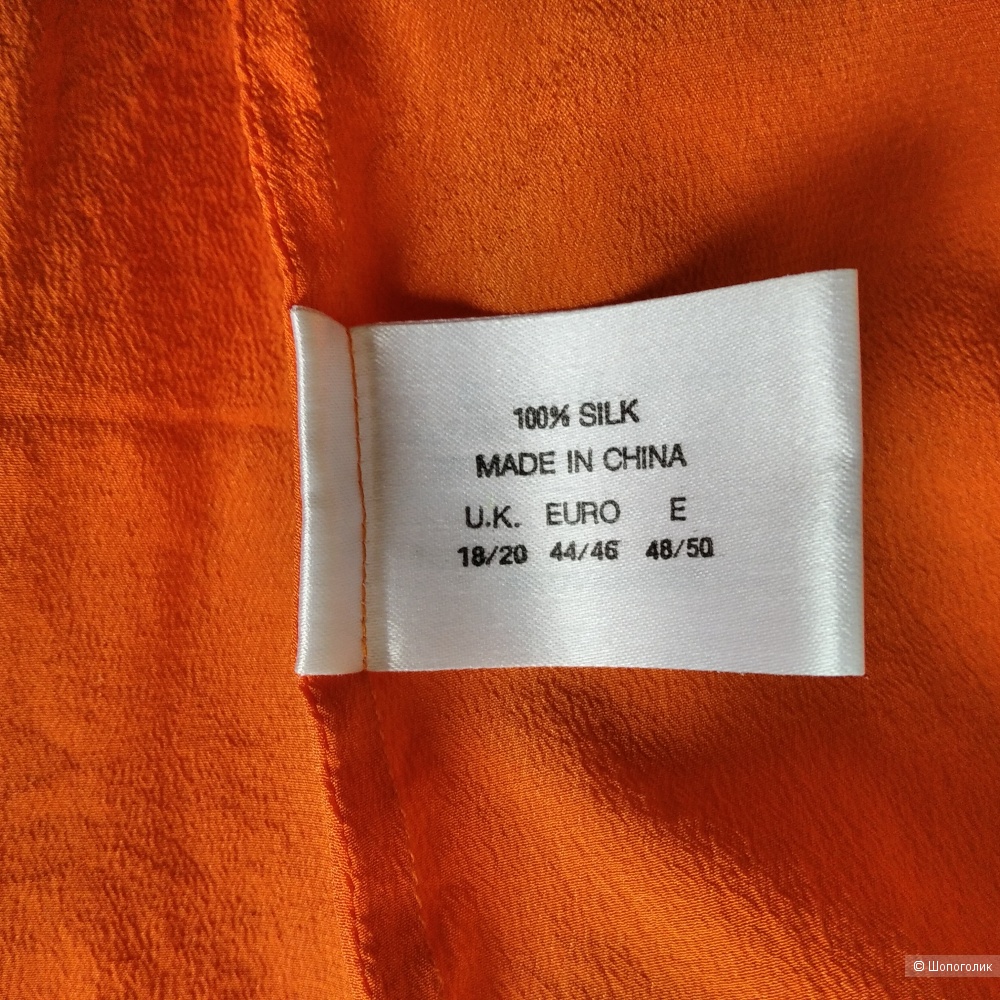 100% SILK
MADE IN CHINA
U.K. EURO E
18/20 44/46 48/50
© Шопоголик